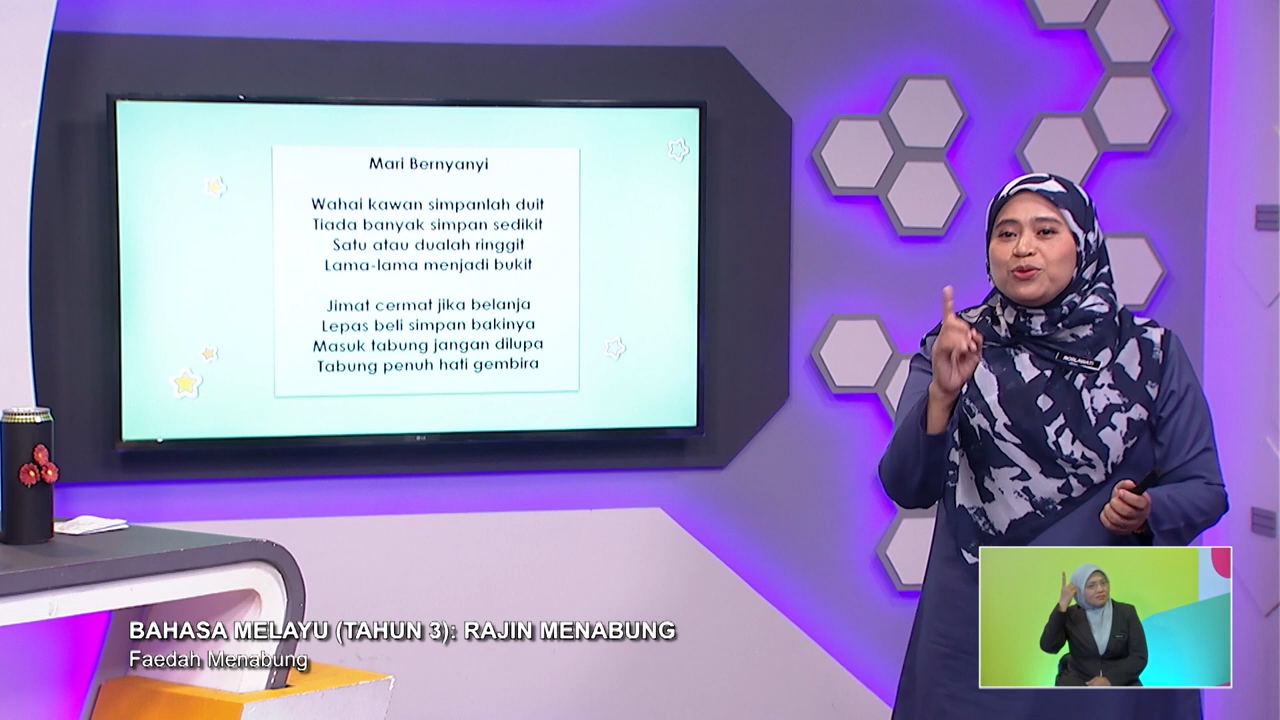 Mari Bernyanyi
Wahai kawan simpanlah duit
Tiada banyak simpan sedikit
Satu atau dualah ringgit
Lama-lama menjadi bukit
Jimat cermat jika belanja
Lepas beli simpan bakinya
Masuk tabung jangan dilupa
Tabung penuh hati gembira
LG
ROSLAWATI
BAHASA MELAYU (TAHUN 3): RAJIN MENABUNG
Faedah Menabung